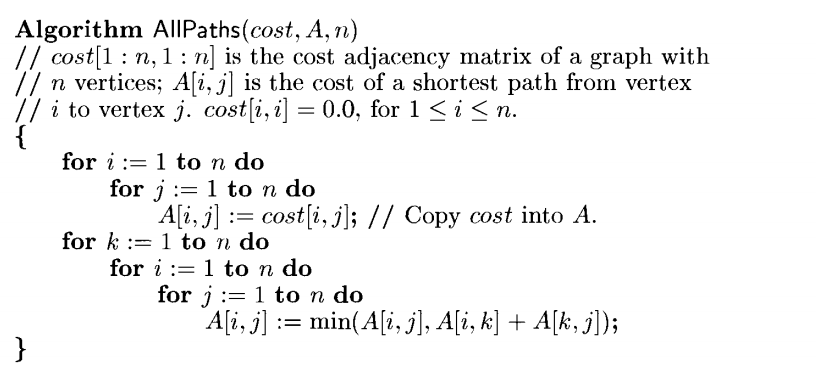 Algorithm AllPaths(cost, A, n)
// cost[1 : n, 1 : n] is the cost adjacency matrix of a graph with
// n vertices; A[i, j] is the cost of a shortest path from vertex
// i to vertex j. cost[i, i] = 0.0, for 1 ≤ i ≤ n.
{
for i := 1 to n do
for j := 1 to n do
A[i, j] := cost[i, j]; // Copy cost into A.
for k := 1 to n do
for i := 1 to n do
for j := 1 to n do
A[i, j] := min(A[i, j], A[i, k] + A[k, j]);
}